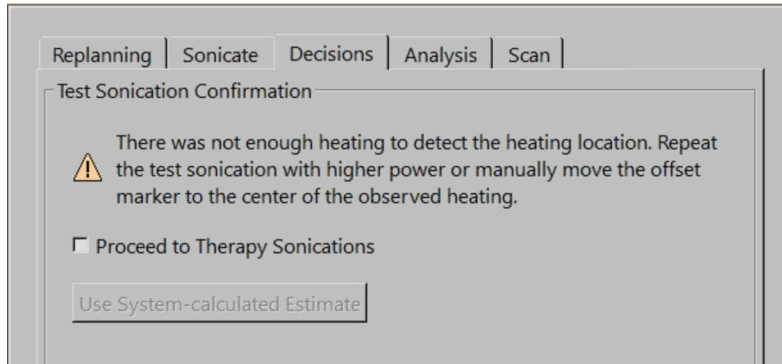 Replanning Sonicate Decisions Analysis Scan
Test Sonication Confirmation
There was not enough heating to detect the heating location. Repeat
the test sonication with higher power or manually move the offset
marker to the center of the observed heating.
Proceed to Therapy Sonications
Use System-calculated Estimate